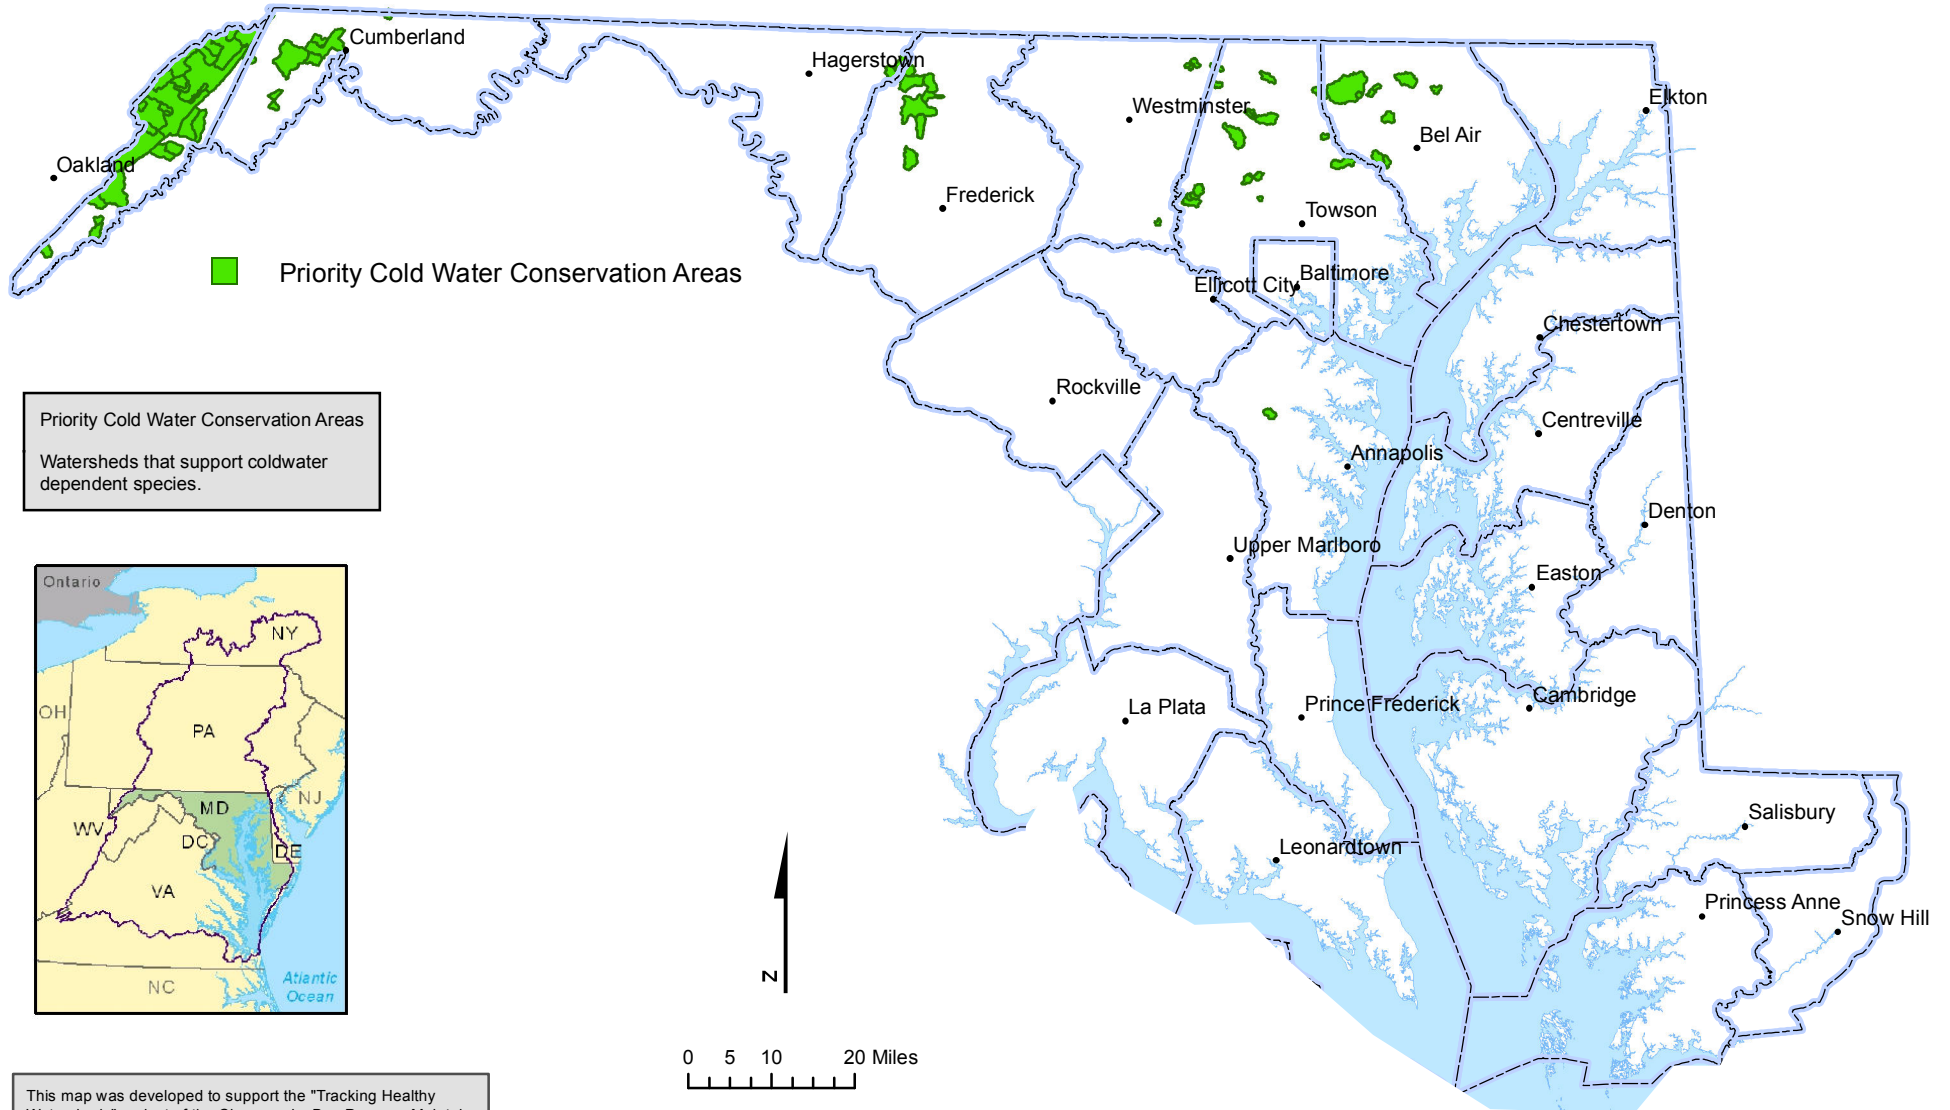 Cumberland
Hagerstown
Elkton
Westminster
Bel Air
Oakland
Frederick
Towson
Priority Cold Water Conservation Areas
Baltimore
Ellicott City
Chestertown
Rockville
Centreville
Annapolis
Priority Cold Water Conservation Areas
Watersheds that support coldwater
dependent species.
Denton
Upper Marlboro
Easton
Cambridge
La Plata
Prince Frederick
Salisbury
Leonardtown
Princess Anne
Snow Hill
Ontario
NY
OH
PA
NJ
MD
WV
DC
DE
VA
NC
Atlantic
Ocean
N
0 5 10 20 Miles
This map was developed to support the "Tracking Healthy